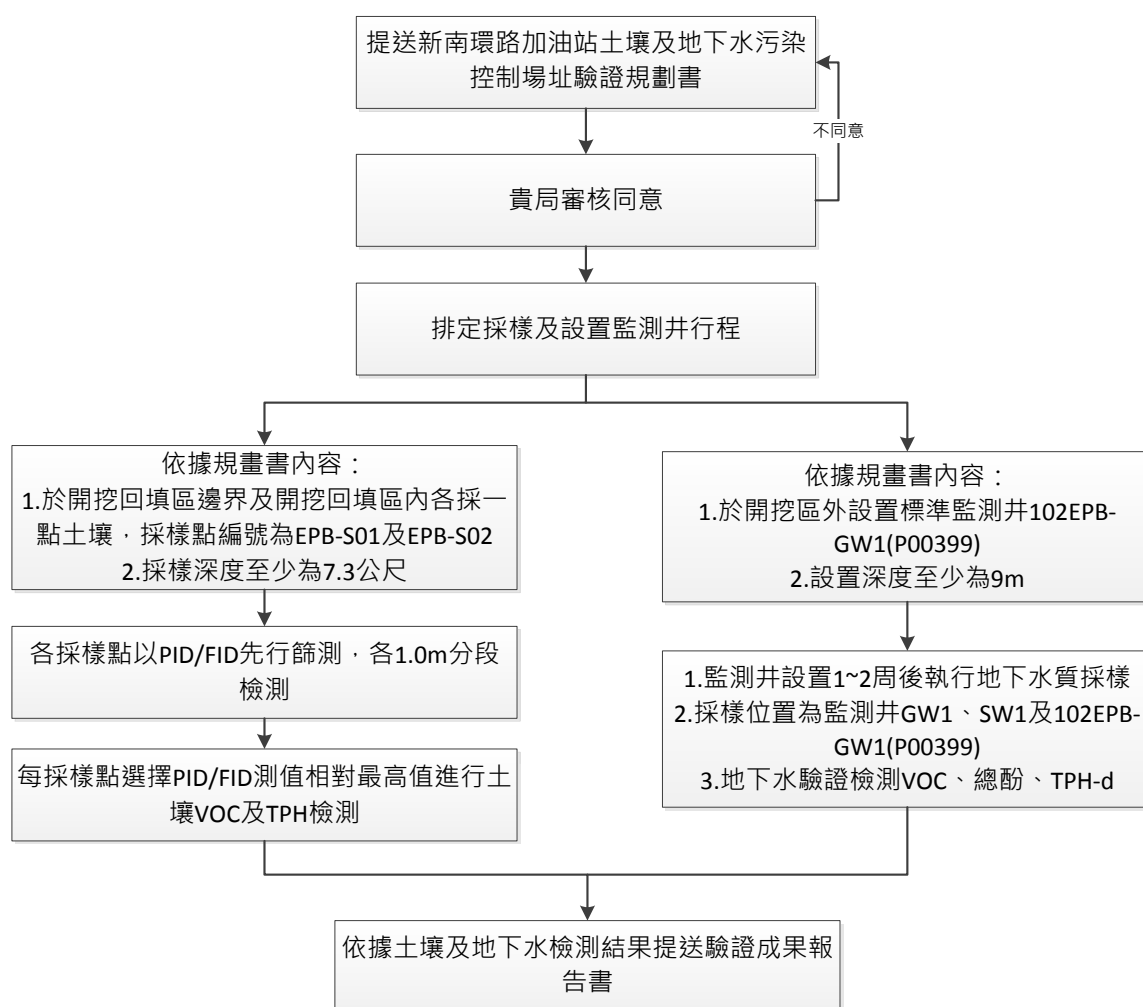 提送新南環路加油站土壤及地下水污染
控制場址驗證規劃書
不同意
貴局審核同意
排定採樣及設置監測井行程
依據規畫書內容：
1.於開挖回填區邊界及開挖回填區內各採一
點土壤，採樣點編號為EPB-S01及EPB-S02
2.採樣深度至少為7.3公尺
各採樣點以PID/FID先行篩測，各1.0m分段
檢測
每採樣點選擇PID/FID測值相對最高值進行土
壤VOC及TPH檢測
依據規畫書內容：
1.於開挖區外設置標準監測井102EPB-
GW1(P00399)
2.設置深度至少為9m
1.監測井設置1~2周後執行地下水質採樣
2.採樣位置為監測井GW1、SW1及102EPB-
GW1(P00399)
3.地下水驗證檢測VOC、總酚、TPH-d
依據土壤及地下水檢測結果提送驗證成果報
告書